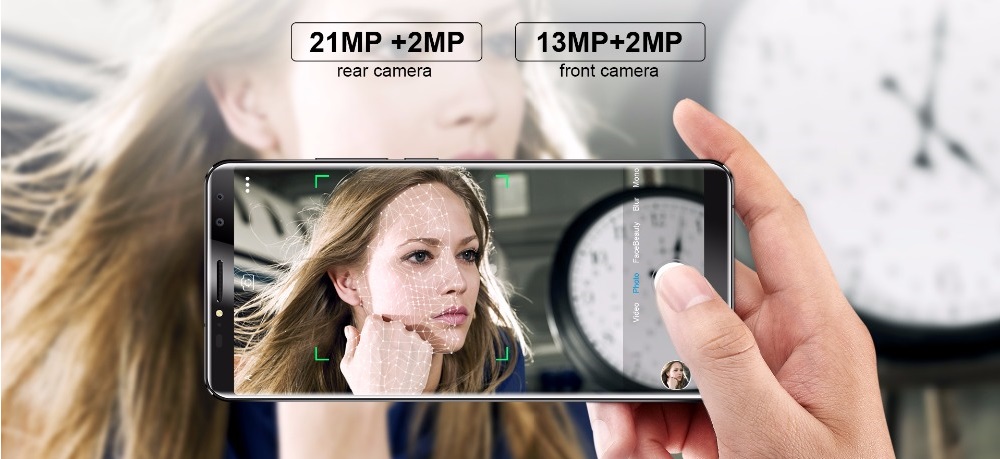 21MP +2MP
rear camera
13MP+2MP
front camera
Mono
Blur
FaceBeauty
Photo
Video